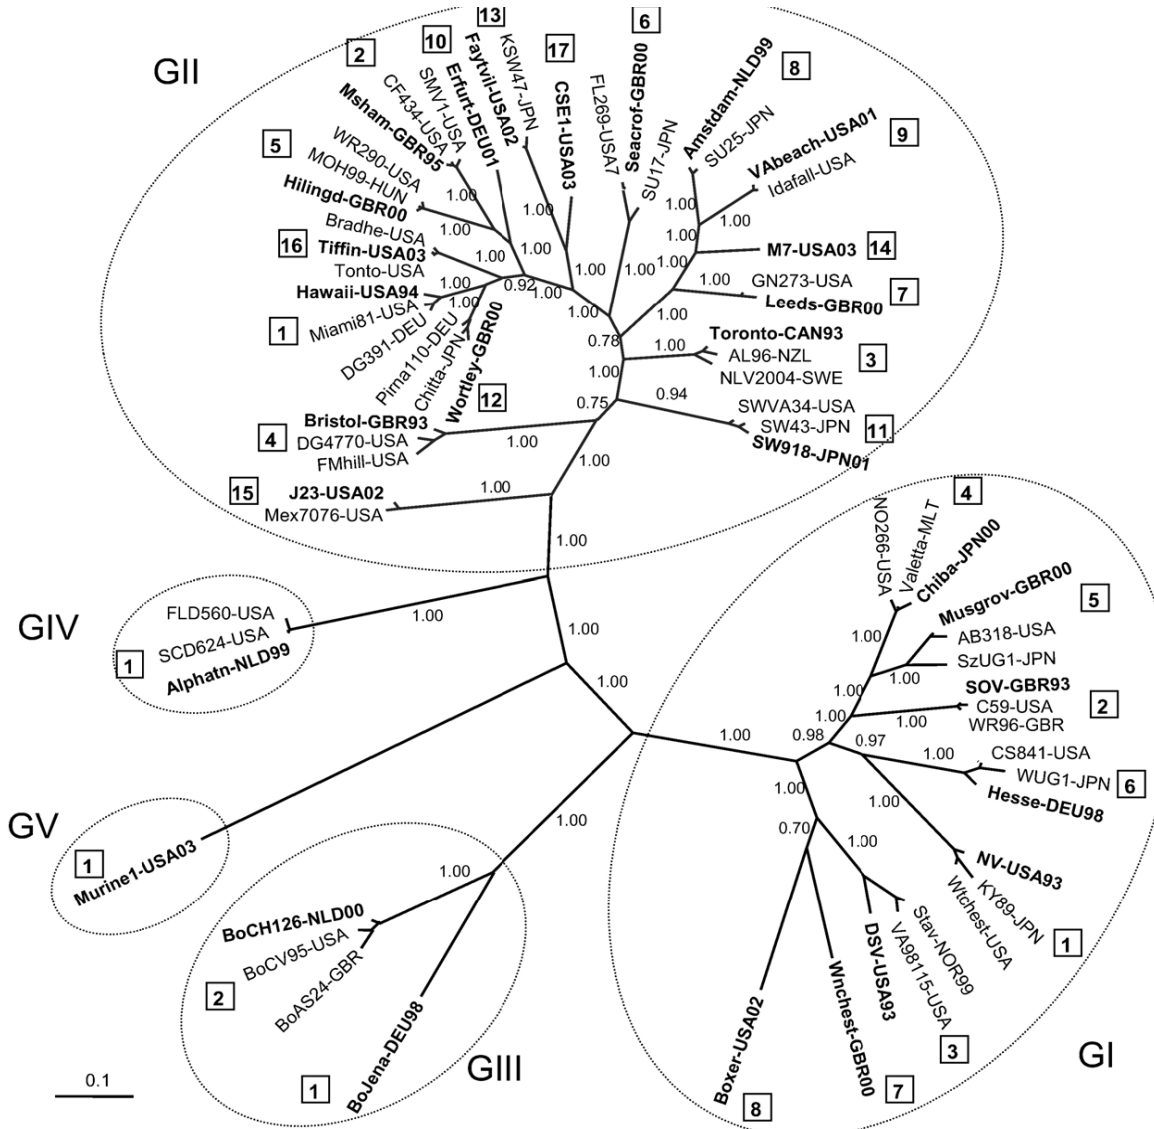 GII
2
CF434-USA
SMV1-USA
Msham-GBR95
10
Erfurt-DEU01
13
Faytvil-USA02
KSW47-JPN
17
CSE1-USA03
6
FL269-USA7
Seacrof-GBR00
SU17-JPN
8
Amstdam-NLD99
SU25-JPN
9
VAbeach-USA01
Idafall-USA
14
M7-USA03
7
GN273-USA
Leeds-GBR00
3
Toronto-CAN93
AL96-NZL
NLV2004-SWE
11
SWVA34-USA
SW43-JPN
SW918-JPN01
5
WR290-USA
MOH99-HUN
Hilingd-GBR00
16
Bradhe-USA
Tiffin-USA03
Tonto-USA
Hawaii-USA94
1
Miami81-USA
DG391-DEU
Pirna110-DEU
Chitta-JPN
Wortley-GBR00
12
4
Bristol-GBR93
DG4770-USA
FMhill-USA
15
J23-USA02
Mex7076-USA
1.00
1.00
1.00
1.00
1.00
1.00
0.92
1.00
1.00
1.00
1.00
1.00
1.00
1.00
1.00
1.00
1.00
1.00
1.00
0.78
1.00
1.00
0.75
0.94
1.00
1.00
1.00
1.00
GIV
FLD560-USA
SCD624-USA
1
Alphatn-NLD99
1.00
1.00
1.00
GV
1
Murine1-USA03
1.00
1.00
BoCH126-NLD00
BoCV95-USA
BoAS24-GBR
2
BoJena-DEU98
1
GIII
4
NO266-USA
Valetta-MLT
Chiba-JPN00
5
Musgrov-GBR00
AB318-USA
SzUG1-JPN
SOV-GBR93
C59-USA
2
WR96-GBR
CS841-USA
WUG1-JPN
6
Hesse-DEU98
NV-USA93
KY89-JPN
Wtchest-USA
1
Stav-NOR99
VA98115-USA
DSV-USA93
3
Wnchest-GBR00
7
Boxer-USA02
8
1.00
1.00
1.00
1.00
1.00
1.00
0.98
0.97
1.00
1.00
1.00
0.70
1.00
GI
0.1